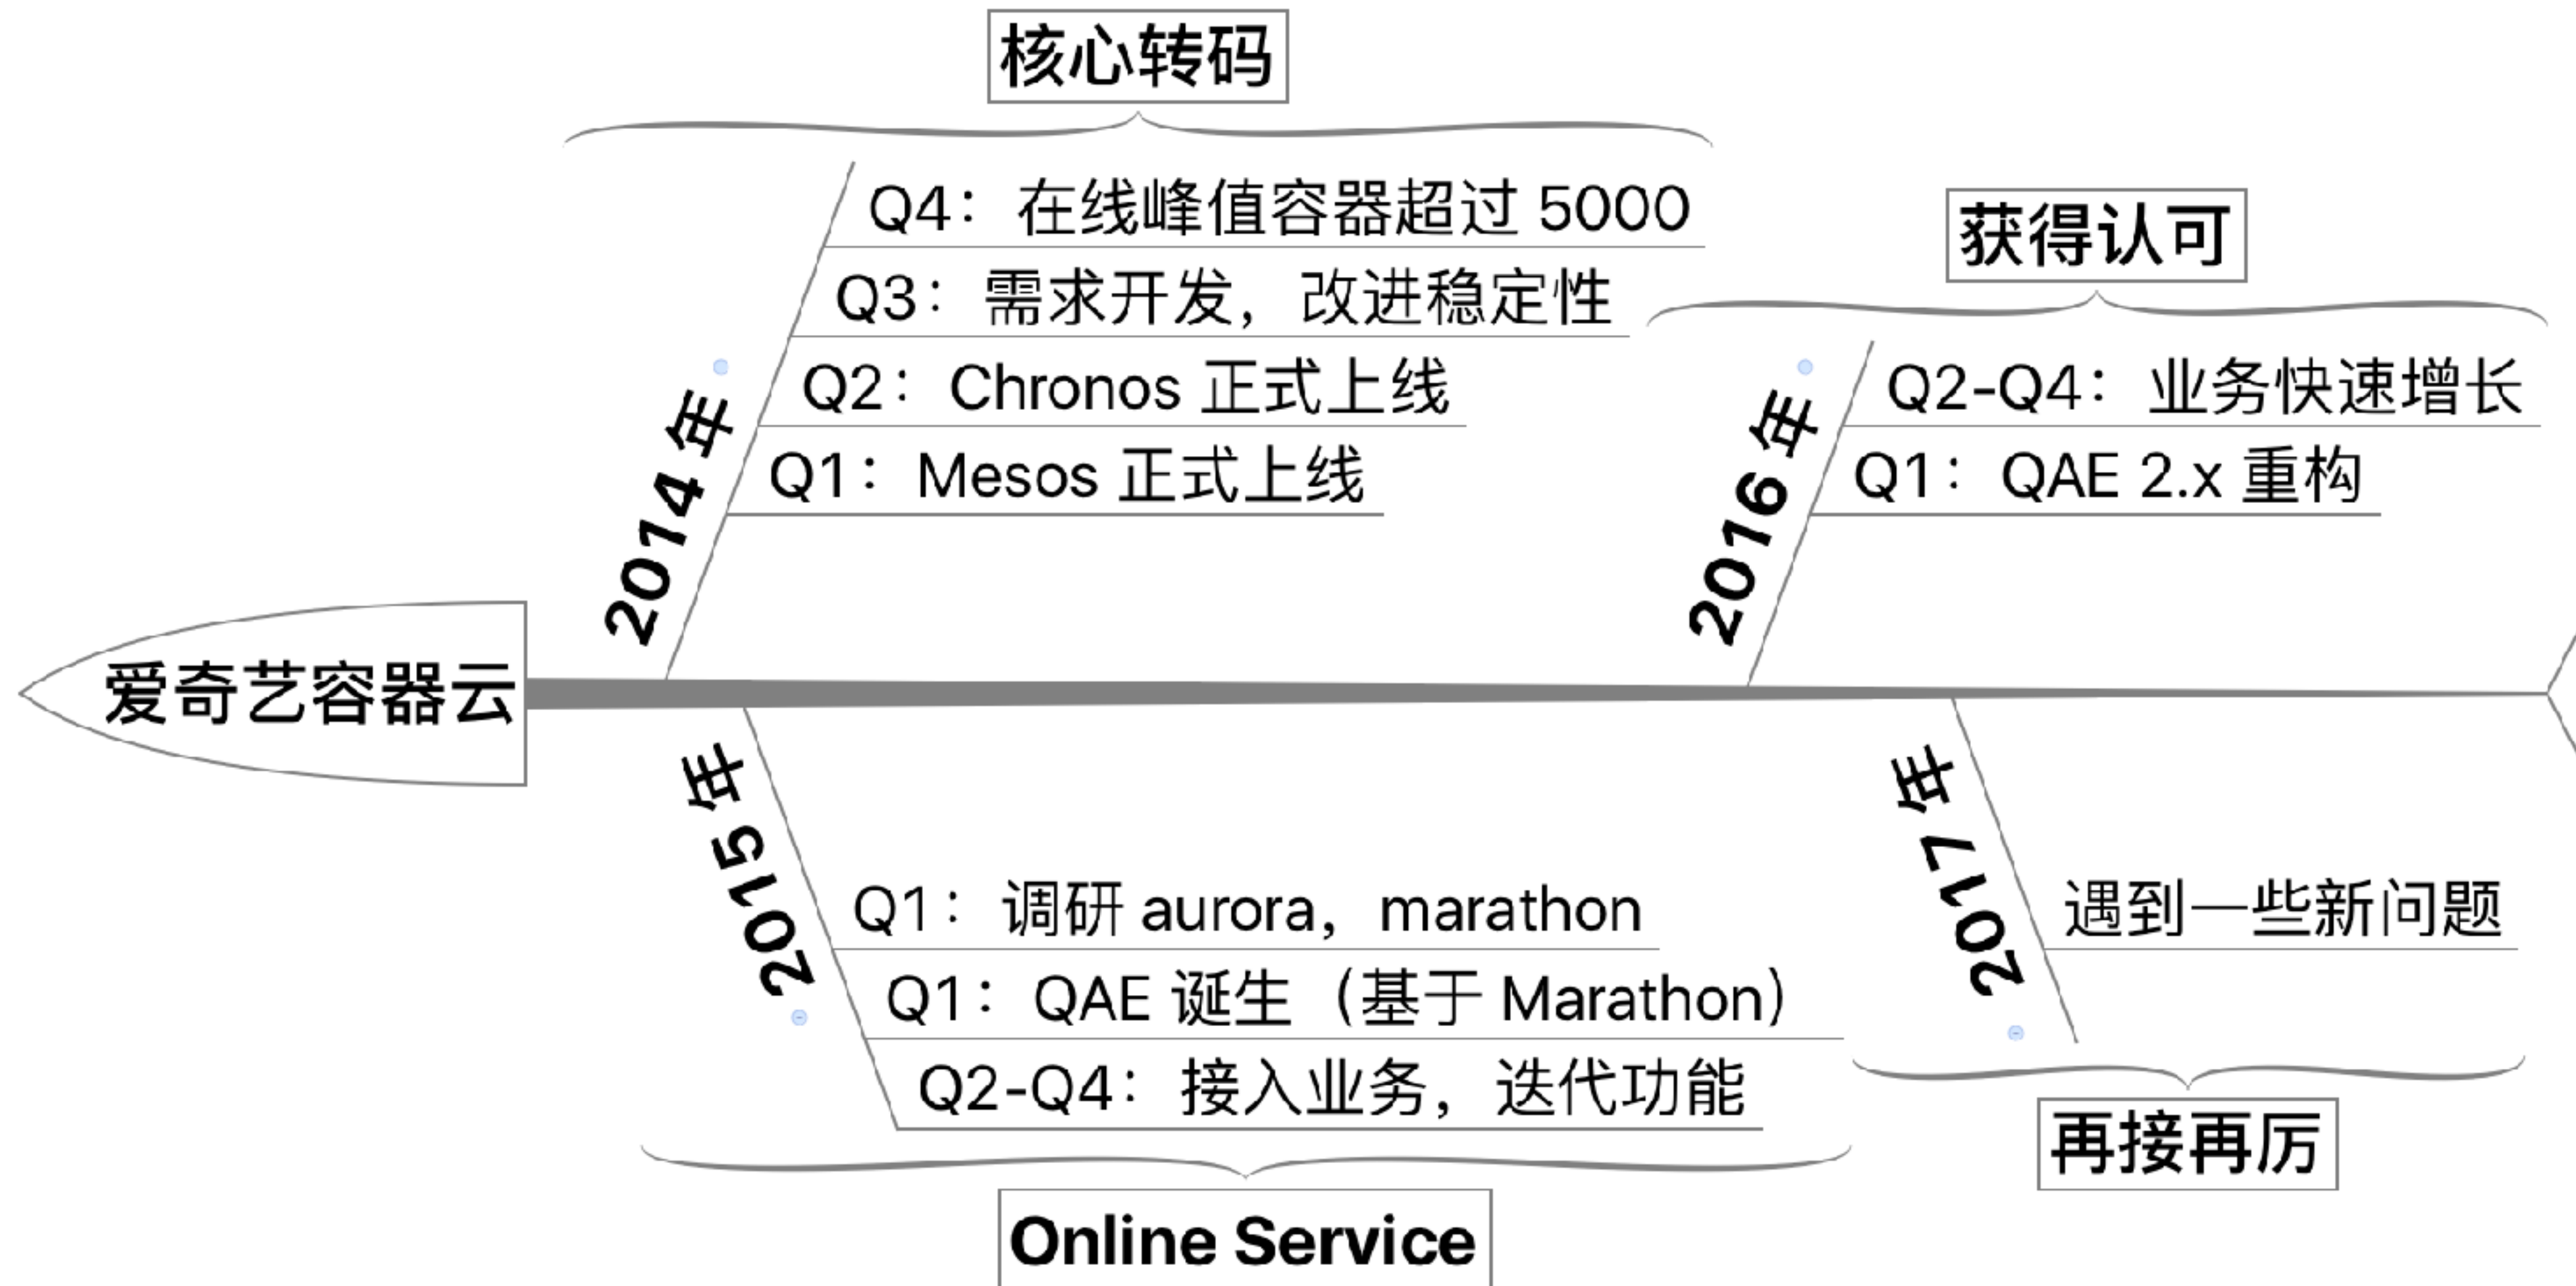 核心转码
Q4：在线峰值容器超过 5000
Q3：需求开发，改进稳定性
Q2：Chronos 正式上线
Q1：Mesos 正式上线
2014 年
获得认可
Q2-Q4：业务快速增长
Q1：QAE 2.x 重构
2016 年
爱奇艺容器云
2015 年
Q1：调研 aurora，marathon
Q1：QAE 诞生（基于 Marathon）
Q2-Q4：接入业务，迭代功能
Online Service
2017 年
遇到一些新问题
再接再厉